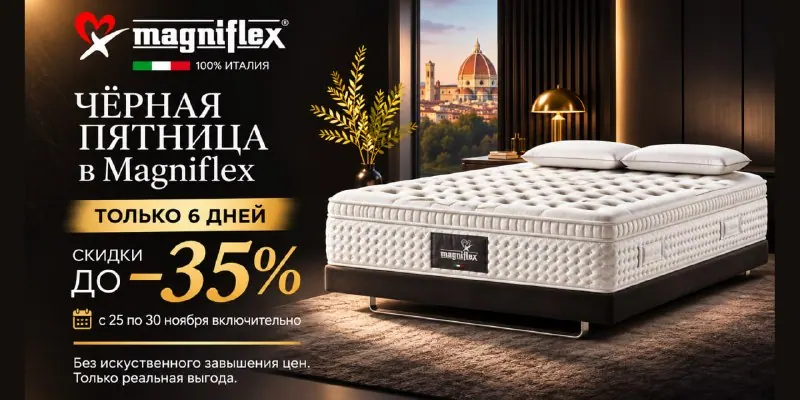 magniflex®
100% ИТАЛИЯ
ЧЁРНАЯ
ПЯТНИЦА
в Magniflex
ТОЛЬКО 6 ДНЕЙ
СКИДКИ
ДО –35%
с 25 по 30 ноября включительно
Без искуственного завышения цен.
Только реальная выгода.
magniflex